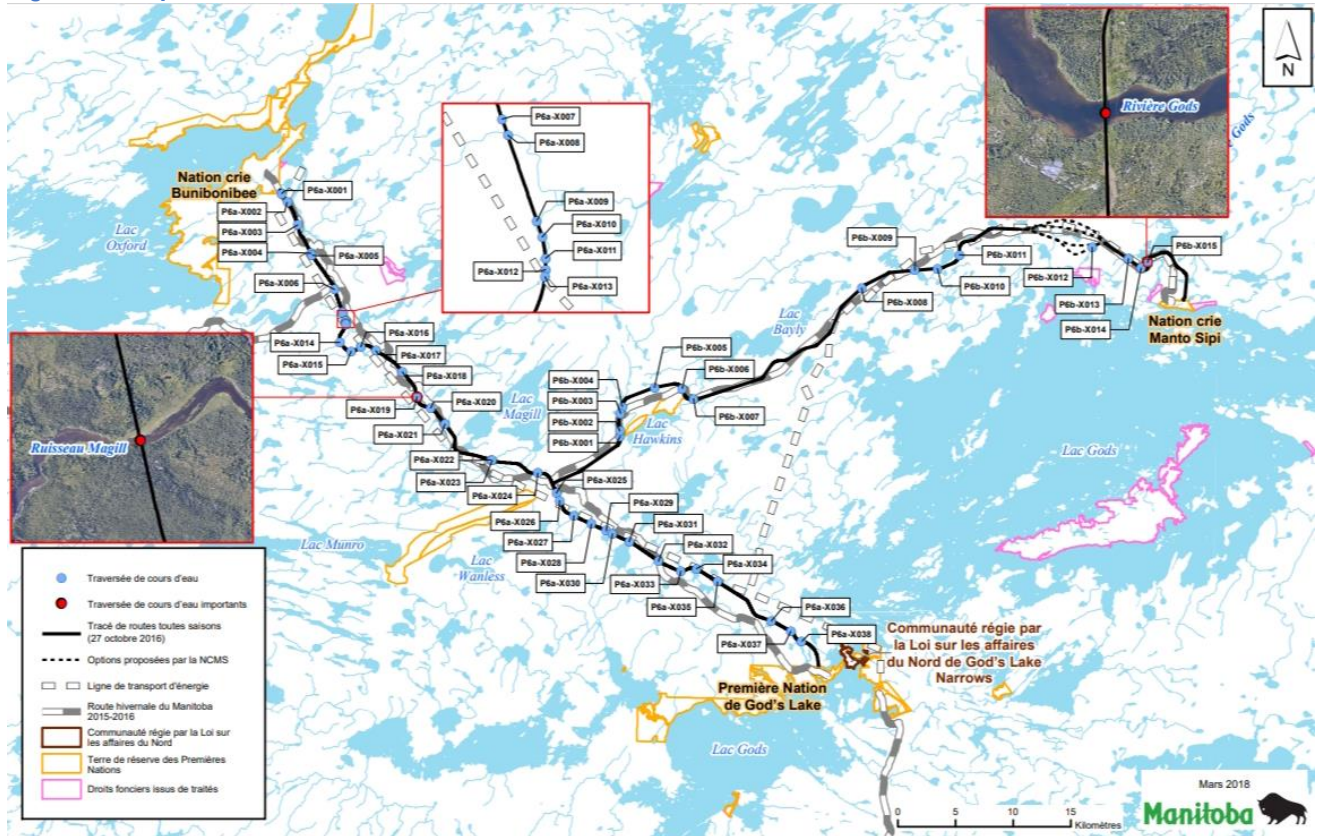 Rivière Gods
Gods
N
P6a-X007
P6a-X008
P6a-X009
P6a-X010
P6a-X011
P6a-X012
P6a-X013
Nation crie
Bunibonibee
P6a-X001
P6a-X002
P6a-X003
P6a-X004
P6a-X005
P6a-X006
Lac
Oxford
P6b-X009
P6b-X011
P6b-X010
P6b-X008
P6b-X015
P6b-X012
P6b-X013
P6b-X014
Nation crie
Manto Sipi
Lac
Bayly
P6a-X014
P6a-X015
P6a-X016
P6a-X017
P6a-X018
P6a-X019
P6a-X020
P6a-X021
P6a-X022
P6a-X023
P6a-X024
Lac
Magill
P6b-X005
P6b-X006
P6b-X004
P6b-X003
P6b-X002
P6b-X001
P6b-X007
Lac
Hawkins
Lac Gods
Ruisseau Magill
P6a-X025
P6a-X026
P6a-X027
P6a-X028
P6a-X029
P6a-X030
P6a-X031
P6a-X032
P6a-X033
P6a-X034
P6a-X035
P6a-X036
P6a-X037
P6a-X038
Lac Munro
Lac
Wanless
Communauté régie par
la Loi sur les affaires
du Nord de God's Lake
Narrows
Première Nation
de God's Lake
Lac Gods
Traversée de cours d'eau
Traversée de cours d'eau importants
Tracé de routes toutes saisons
(27 octobre 2016)
Options proposées par la NCMS
Ligne de transport d'énergie
Route hivernale du Manitoba
2015-2016
Communauté régie par la Loi sur
les affaires du Nord
Terre de réserve des Premières
Nations
Droits fonciers issus de traités
0 5 10 15
Kilomètres
Mars 2018
Manitoba